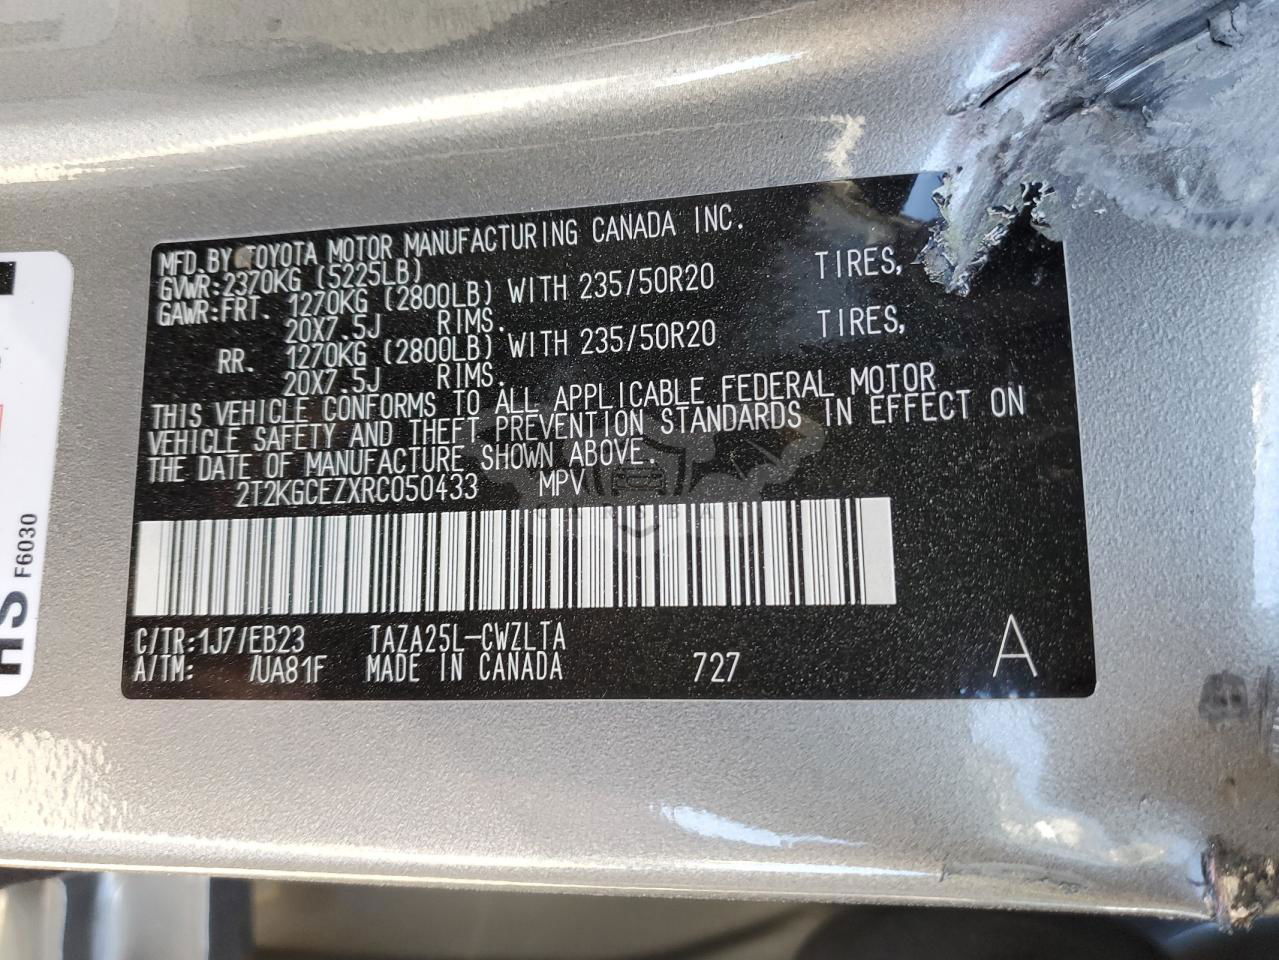 MFD. BY TOYOTA MOTOR MANUFACTURING CANADA INC.
GVWR:2370KG (5225LB)
GAWR:FRT. 1270KG (2800LB) WITH 235/50R20 TIRES,
20X7.5J RIMS.
RR. 1270KG (2800LB) WITH 235/50R20 TIRES,
20X7.5J RIMS.
THIS VEHICLE CONFORMS TO ALL APPLICABLE FEDERAL MOTOR
VEHICLE SAFETY AND THEFT PREVENTION STANDARDS IN EFFECT ON
THE DATE OF MANUFACTURE SHOWN ABOVE.
2T2KGCEZXRC050433 MPV
C/TR:1J7/EB23 TAZA25L-CWZLTA
A/TM: /UA81F MADE IN CANADA 727 A
HS F6030